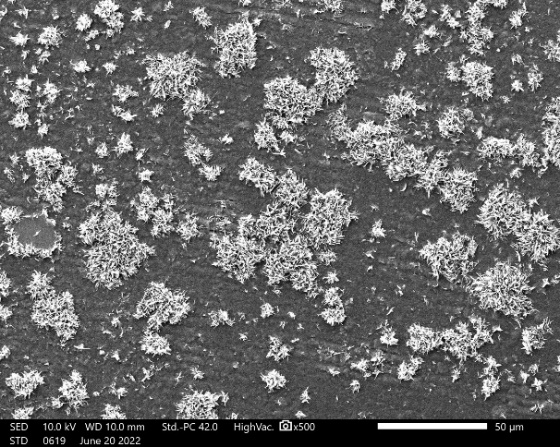 SED 10.0 kV WD 10.0 mm Std.-PC 42.0 HighVac. x500 50 µm
STD 0619 June 20 2022